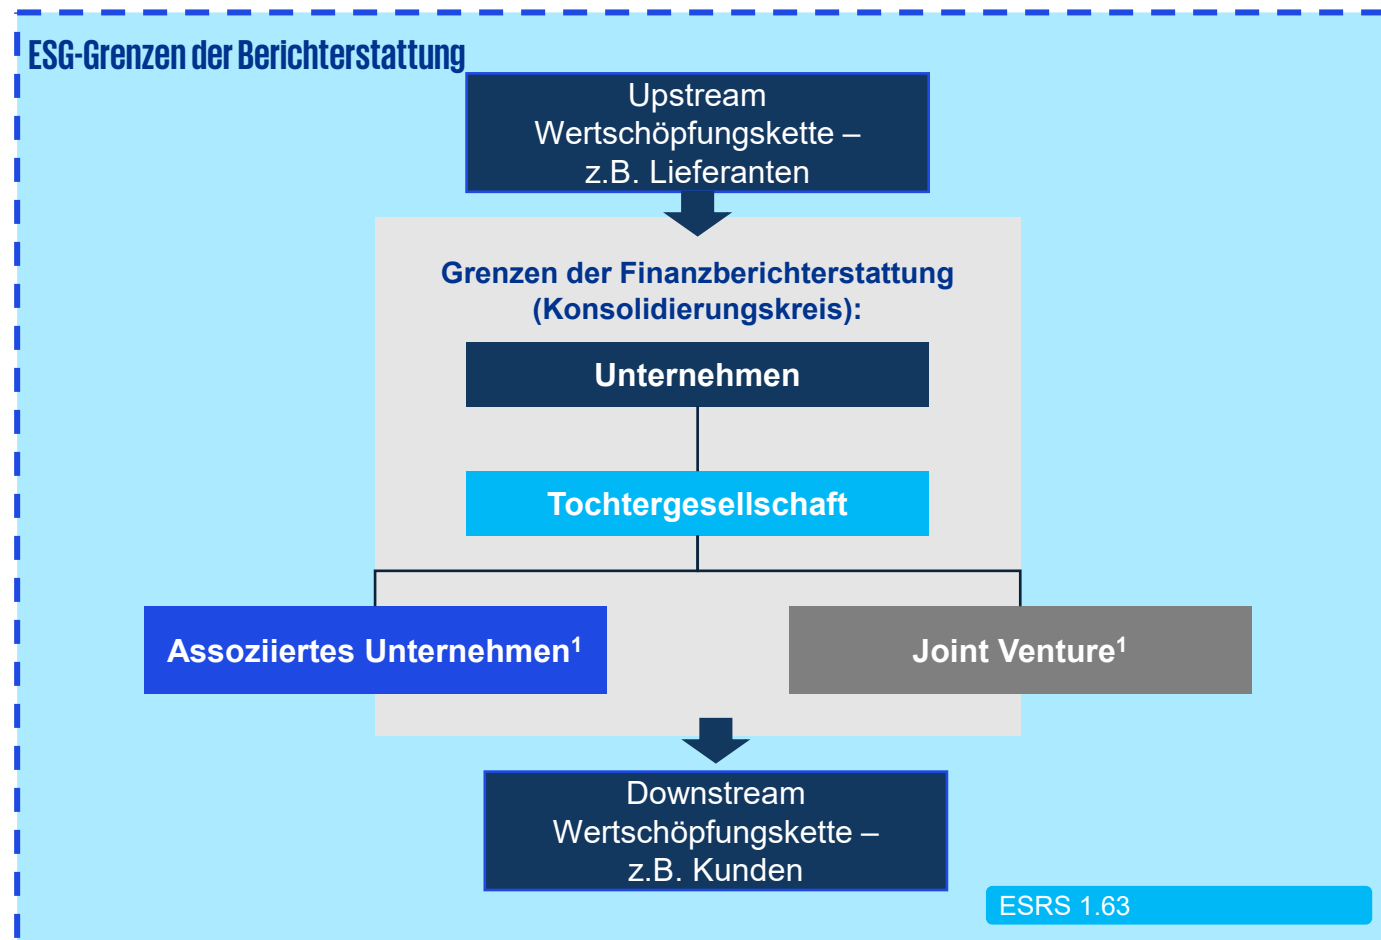 ESG-Grenzen der Berichterstattung
Upstream
Wertschöpfungskette –
z.B. Lieferanten
Grenzen der Finanzberichterstattung
(Konsolidierungskreis):
Unternehmen
Tochtergesellschaft
Assoziiertes Unternehmen¹
Joint Venture¹
Downstream
Wertschöpfungskette –
z.B. Kunden
ESRS 1.63